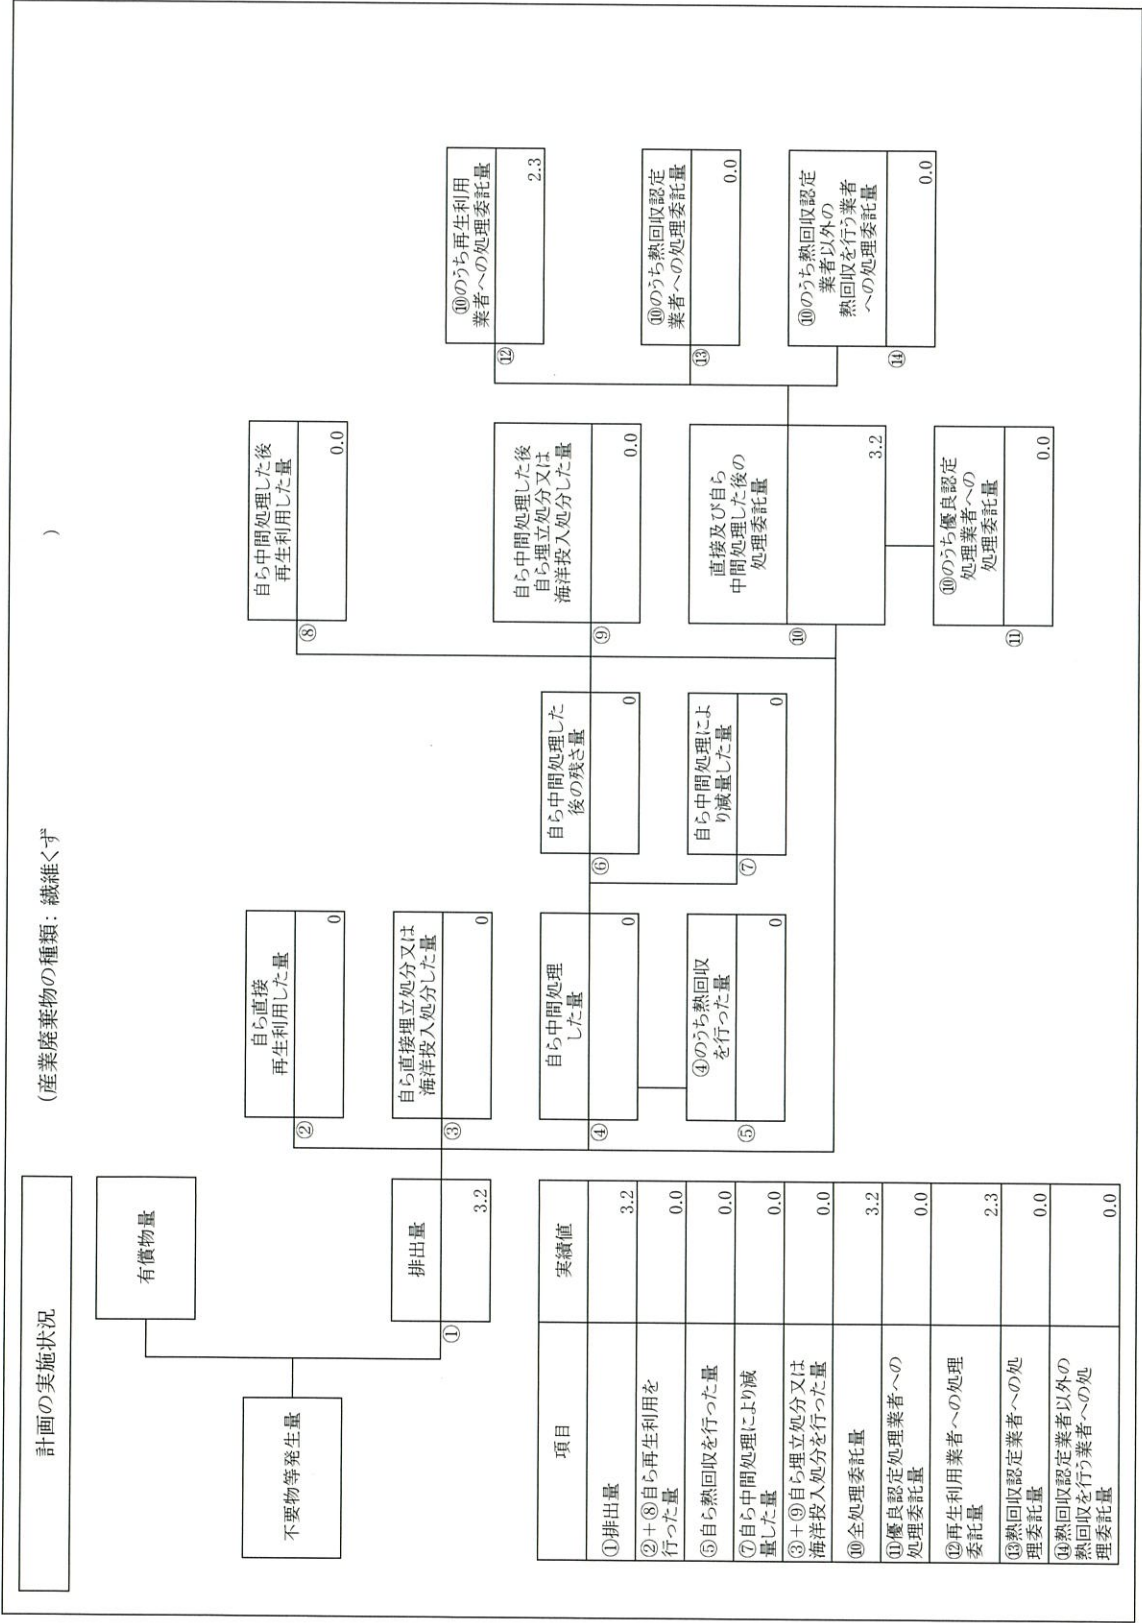 計画の実施状況
(産業廃棄物の種類: 繊維くず
)
不要物等発生量
有償物量
排出量
①
3.2
自ら直接
再生利用した量
②
0
自ら直接埋立処分又は
海洋投入処分した量
③
0
自ら中間処理
した量
④
0
④のうち熱回収
を行った量
⑤
0
自ら中間処理した
後の残さ量
⑥
0
自ら中間処理によ
り減量した量
⑦
0
自ら中間処理した後
再生利用した量
⑧
0.0
自ら中間処理した後
自ら埋立処分又は
海洋投入処分した量
⑨
0.0
直接及び自ら
中間処理した後の
処理委託量
⑩
3.2
⑩のうち優良認定
処理業者への
処理委託量
⑪
0.0
⑩のうち再生利用
業者への処理委託量
⑫
2.3
⑩のうち熱回収認定
業者への処理委託量
⑬
0.0
⑩のうち熱回収認定
業者以外の
熱回収を行う業者
への処理委託量
⑭
0.0
項目 実績値
①排出量 3.2
②+⑧自ら再生利用を
行った量 0.0
⑤自ら熱回収を行った量 0.0
⑦自ら中間処理により減
量した量 0.0
③+⑨自ら埋立処分又は
海洋投入処分を行った量 0.0
⑩全処理委託量 3.2
⑪優良認定処理業者への
処理委託量 0.0
⑫再生利用業者への処理
委託量 2.3
⑬熱回収認定業者への処
理委託量 0.0
⑭熱回収認定業者以外の
熱回収を行う業者への処
理委託量 0.0